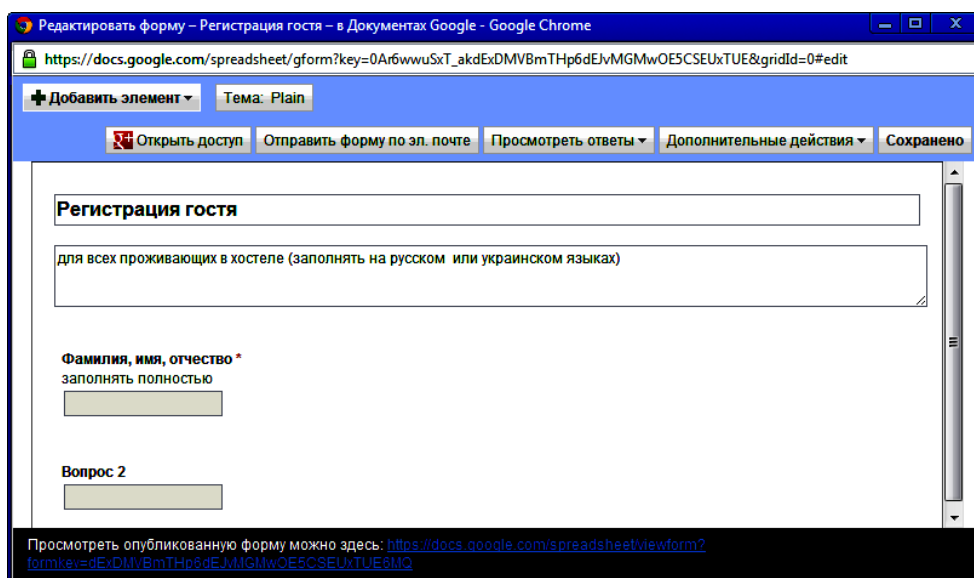 Редактировать форму – Регистрация гостя – в Документах Google - Google Chrome
https://docs.google.com/spreadsheet/gform?key=0Ar6wwuSxT_akdExDMVBmTHp6dEJvMGMwOE5CSEUxTUE&gridId=0#edit
Добавить элемент Тема: Plain
Открыть доступ Отправить форму по эл. почте Просмотреть ответы Дополнительные действия Сохранено
Регистрация гостя
для всех проживающих в хостеле (заполнять на русском или украинском языках)
Фамилия, имя, отчество *
заполнять полностью
Вопрос 2
Просмотреть опубликованную форму можно здесь: https://docs.google.com/spreadsheet/viewform?
formkey=dExDMVBmTHp6dEJvMGMwOE5CSEUxTUE6MQ